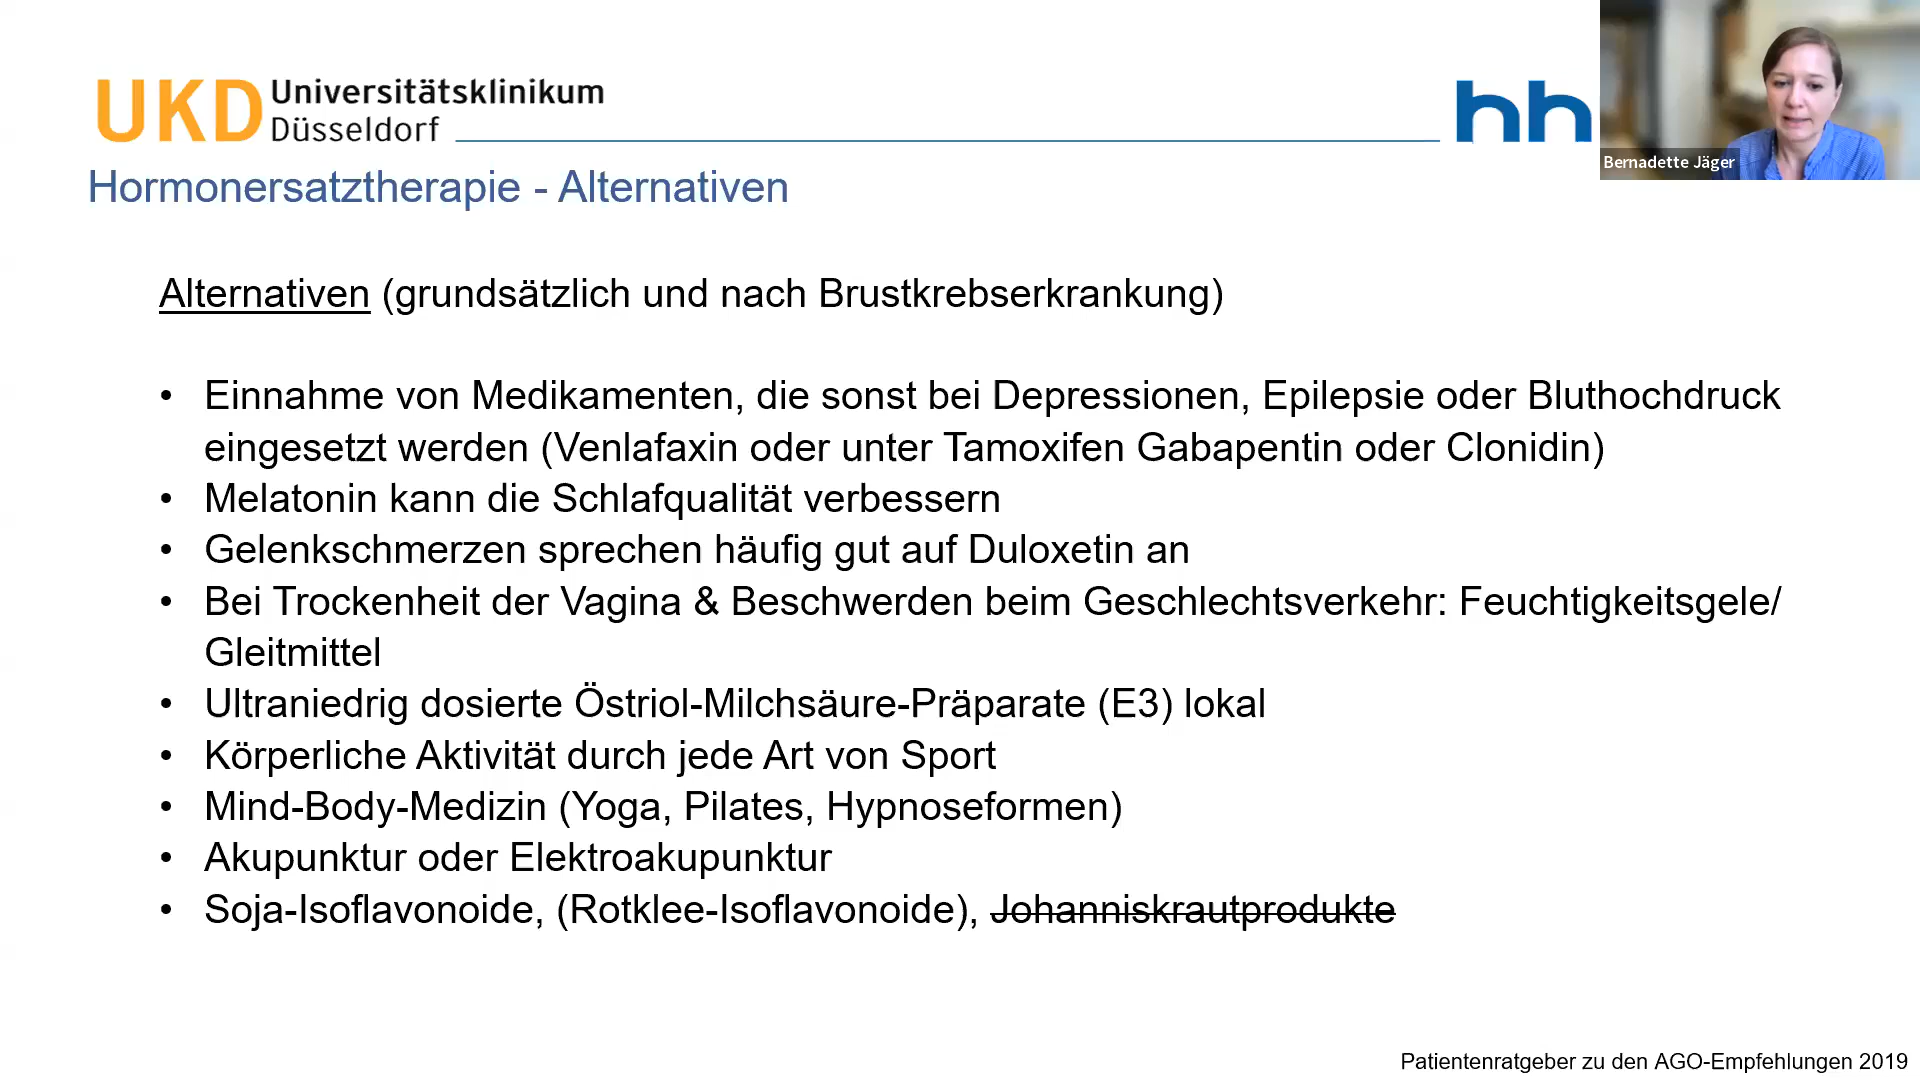 UKD Universitätsklinikum
Düsseldorf
hh
Bernadette Jäger
Hormonersatztherapie - Alternativen
Alternativen (grundsätzlich und nach Brustkrebserkrankung)
• Einnahme von Medikamenten, die sonst bei Depressionen, Epilepsie oder Bluthochdruck
eingesetzt werden (Venlafaxin oder unter Tamoxifen Gabapentin oder Clonidin)
• Melatonin kann die Schlafqualität verbessern
• Gelenkschmerzen sprechen häufig gut auf Duloxetin an
• Bei Trockenheit der Vagina & Beschwerden beim Geschlechtsverkehr: Feuchtigkeitsgele/
Gleitmittel
• Ultraniedrig dosierte Östriol-Milchsäure-Präparate (E3) lokal
• Körperliche Aktivität durch jede Art von Sport
• Mind-Body-Medizin (Yoga, Pilates, Hypnoseformen)
• Akupunktur oder Elektroakupunktur
• Soja-Isoflavonoide, (Rotklee-Isoflavonoide), Johanniskrautprodukte
Patientenratgeber zu den AGO-Empfehlungen 2019